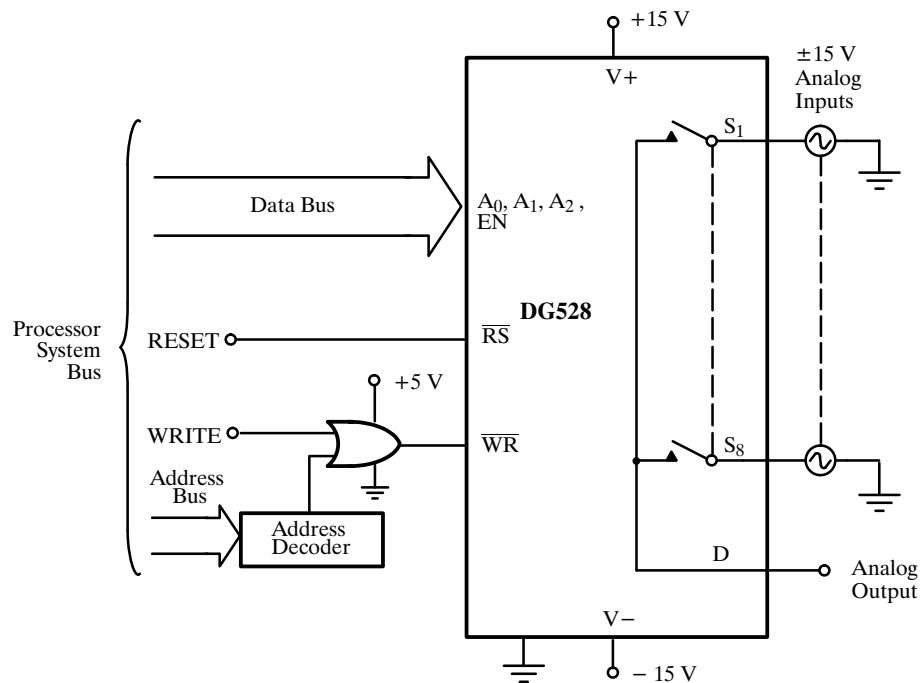 +15 V
V+
±15 V
Analog
Inputs
S1
Data Bus
A0, A1, A2 ,
EN
DG528
Processor
System
Bus
RESET
RS
+5 V
WRITE
WR
S8
Address
Bus
Address
Decoder
D
Analog
Output
V−
− 15 V